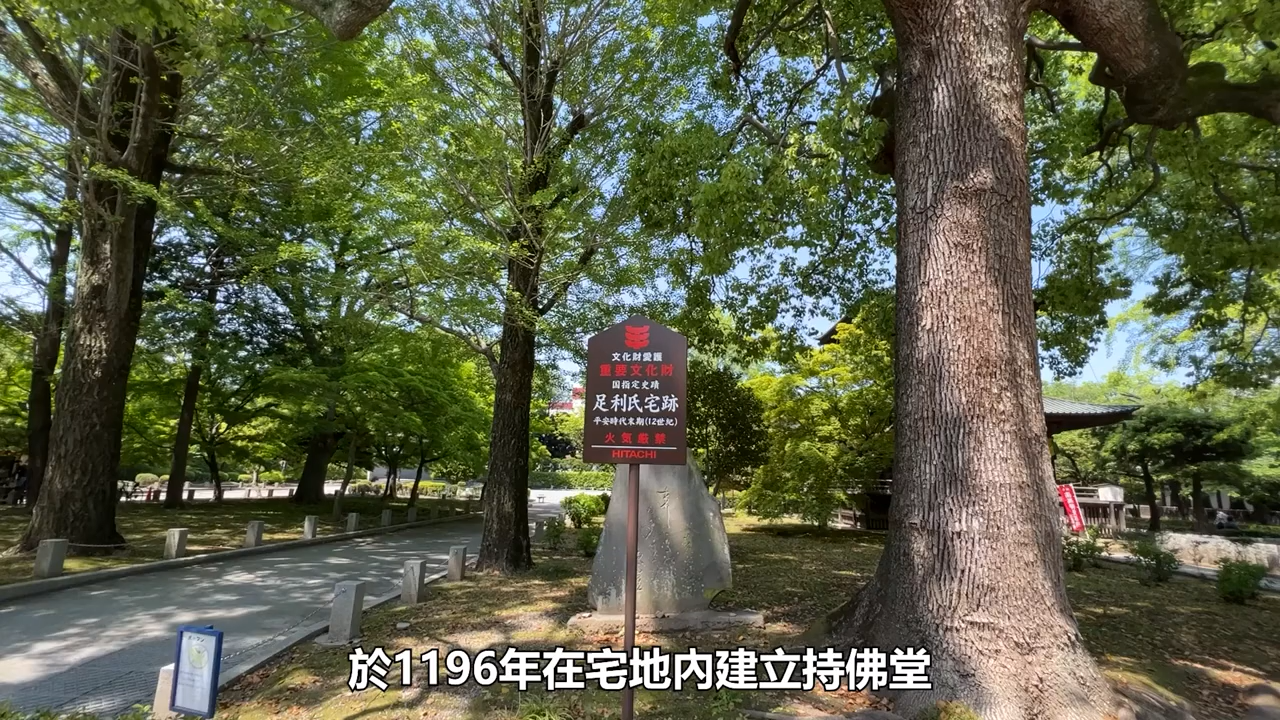 文化財愛護
重要文化財
国指定史蹟
足利氏宅跡
平安時代末期(12世紀)
火気厳禁
HITACHI
於1196年在宅地內建立持佛堂